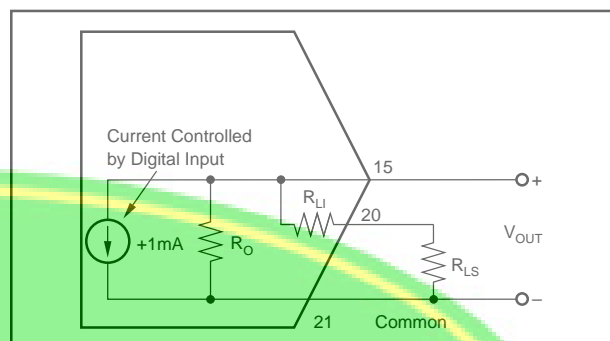 Current Controlled
by Digital Input
15
+
R_LI
20
V_OUT
+1mA
R_O
R_LS
–
21
Common